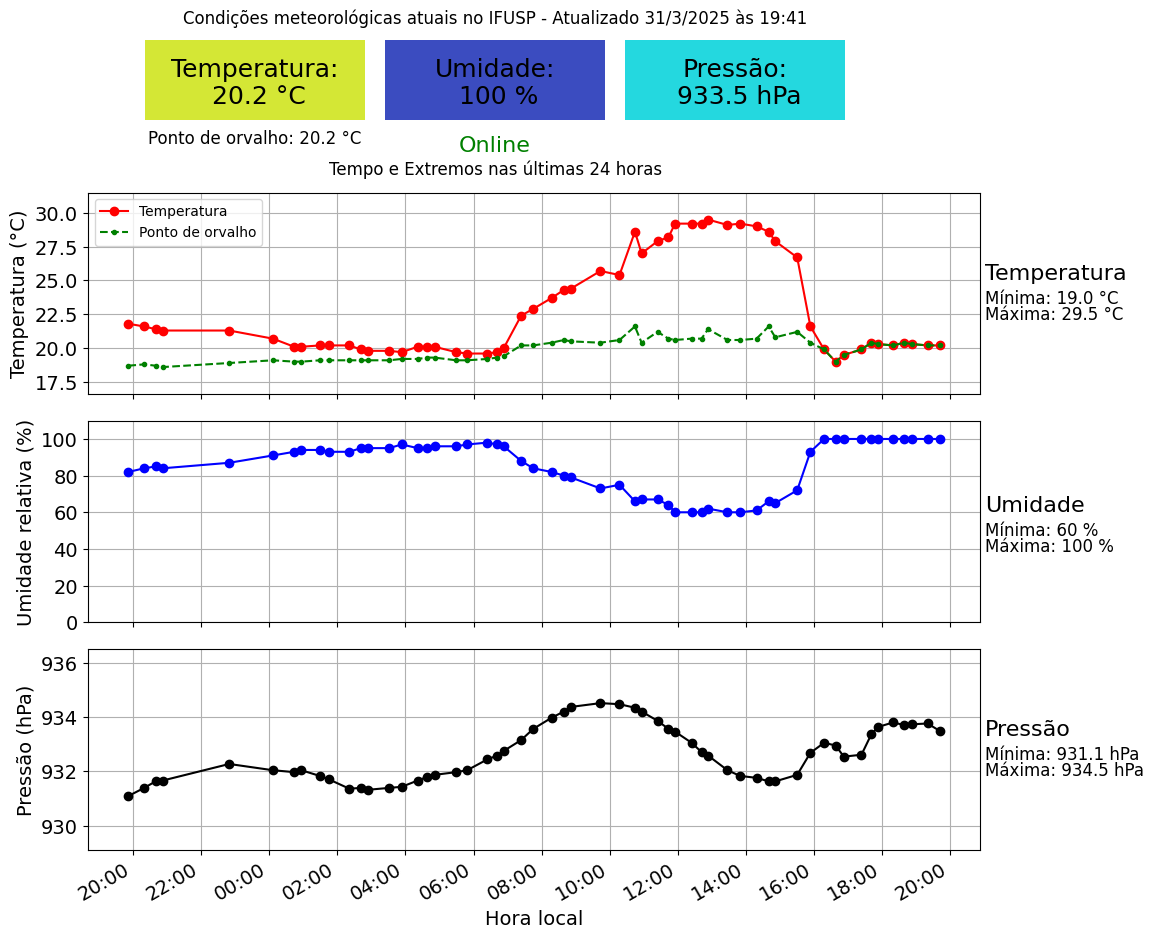 Condições meteorológicas atuais no IFUSP - Atualizado 31/3/2025 às 19:41
Temperatura:
20.2 °C
Umidade:
100 %
Pressão:
933.5 hPa
Ponto de orvalho: 20.2 °C
Online
Tempo e Extremos nas últimas 24 horas
Temperatura (°C)
30.0
27.5
25.0
22.5
20.0
17.5
Temperatura
Ponto de orvalho
Temperatura
Mínima: 19.0 °C
Máxima: 29.5 °C
Umidade relativa (%)
100
80
60
40
20
0
Umidade
Mínima: 60 %
Máxima: 100 %
Pressão (hPa)
936
934
932
930
Pressão
Mínima: 931.1 hPa
Máxima: 934.5 hPa
20:00
22:00
00:00
02:00
04:00
06:00
08:00
10:00
12:00
14:00
16:00
18:00
20:00
Hora local